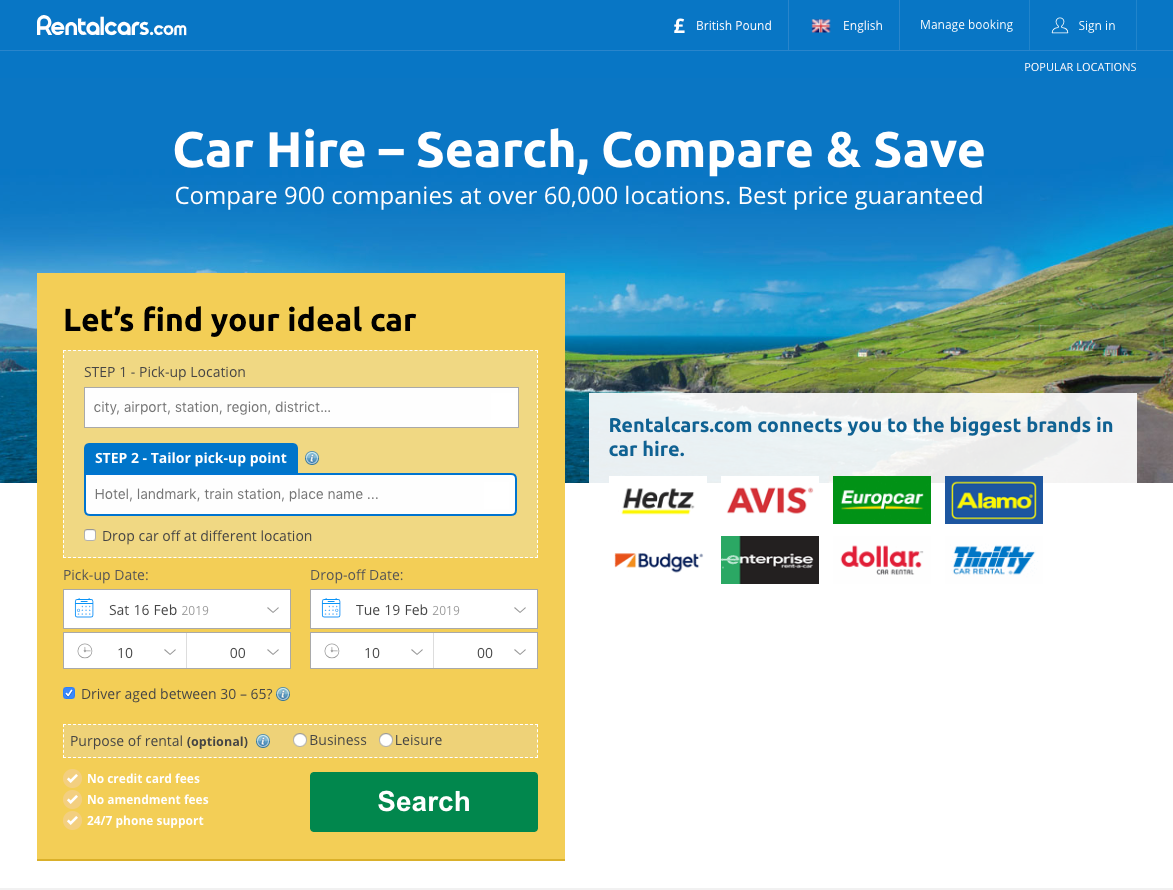 Rentalcars.com
£ British Pound
English
Manage booking
Sign in
POPULAR LOCATIONS
Car Hire – Search, Compare & Save
Compare 900 companies at over 60,000 locations. Best price guaranteed
Let's find your ideal car
STEP 1 - Pick-up Location
city, airport, station, region, district...
STEP 2 - Tailor pick-up point
Hotel, landmark, train station, place name ...
Drop car off at different location
Pick-up Date:
Drop-off Date:
Sat 16 Feb 2019
Tue 19 Feb 2019
10
00
10
00
Driver aged between 30 – 65?
Purpose of rental (optional)
Business
Leisure
No credit card fees
No amendment fees
24/7 phone support
Search
Rentalcars.com connects you to the biggest brands in
car hire.
Hertz
AVIS
Europcar
Alamo
Budget
enterprise
rent-a-car
dollar.
CAR RENTAL
Thrifty
CAR RENTAL